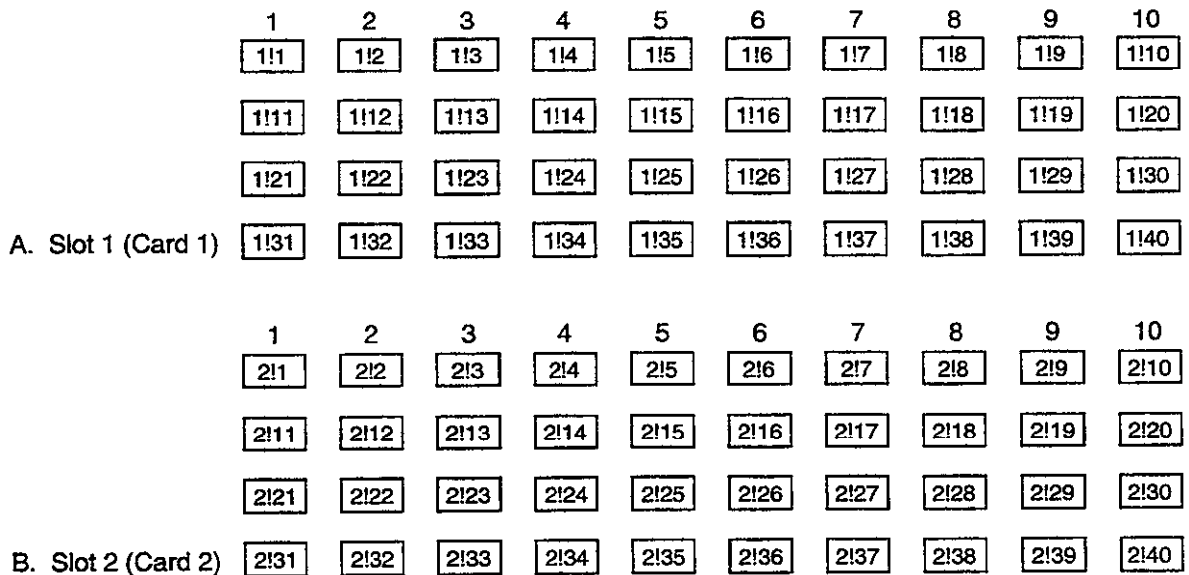 1 2 3 4 5 6 7 8 9 10
1!1 1!2 1!3 1!4 1!5 1!6 1!7 1!8 1!9 1!10
1!11 1!12 1!13 1!14 1!15 1!16 1!17 1!18 1!19 1!20
1!21 1!22 1!23 1!24 1!25 1!26 1!27 1!28 1!29 1!30
A. Slot 1 (Card 1) 1!31 1!32 1!33 1!34 1!35 1!36 1!37 1!38 1!39 1!40
1 2 3 4 5 6 7 8 9 10
2!1 2!2 2!3 2!4 2!5 2!6 2!7 2!8 2!9 2!10
2!11 2!12 2!13 2!14 2!15 2!16 2!17 2!18 2!19 2!20
2!21 2!22 2!23 2!24 2!25 2!26 2!27 2!28 2!29 2!30
B. Slot 2 (Card 2) 2!31 2!32 2!33 2!34 2!35 2!36 2!37 2!38 2!39 2!40